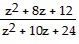 z² + 8z + 12
z² + 10z + 24